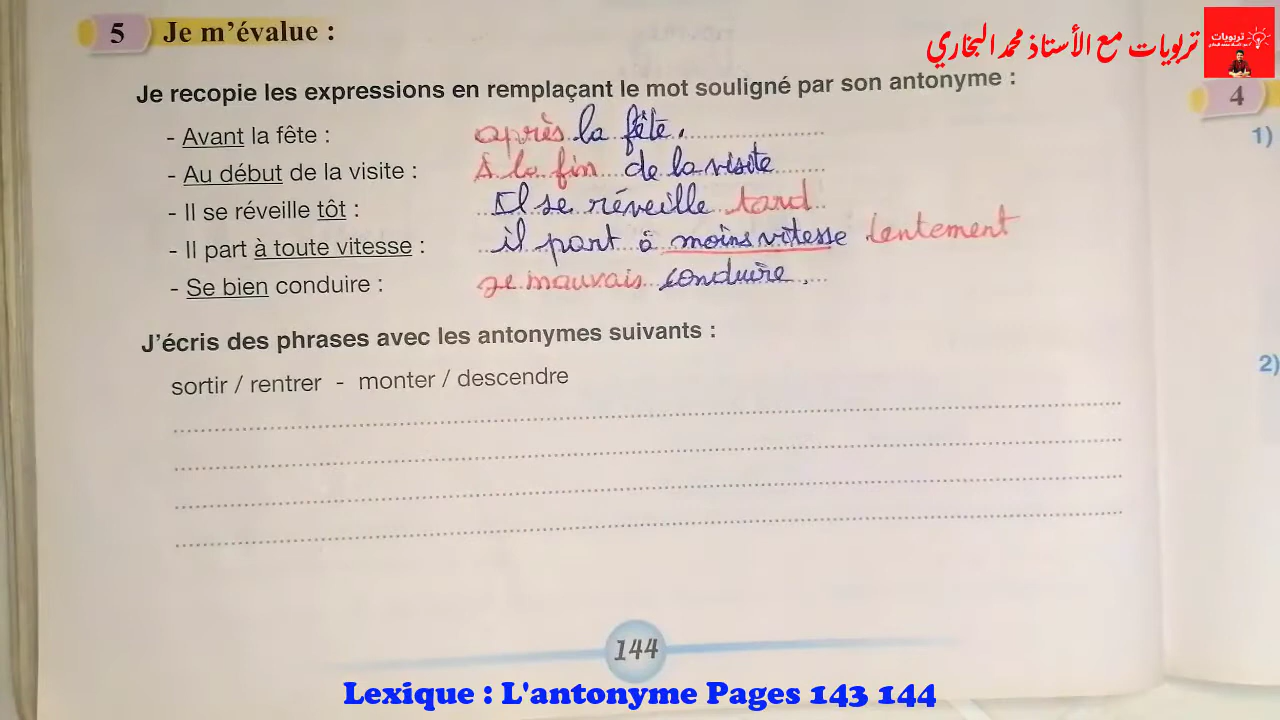 5 Je m'évalue :
تربويات مع الأستاذ محمد البخاري
تربويات
Je recopie les expressions en remplaçant le mot souligné par son antonyme :
4
- Avant la fête : après la fête.
1)
- Au début de la visite : À la fin de la visite
- Il se réveille tôt : Il se réveille tard
- Il part à toute vitesse : il part à moins vitesse lentement
- Se bien conduire : se mauvais conduire.
J'écris des phrases avec les antonymes suivants :
2)
sortir / rentrer - monter / descendre
144
Lexique : L'antonyme Pages 143 144